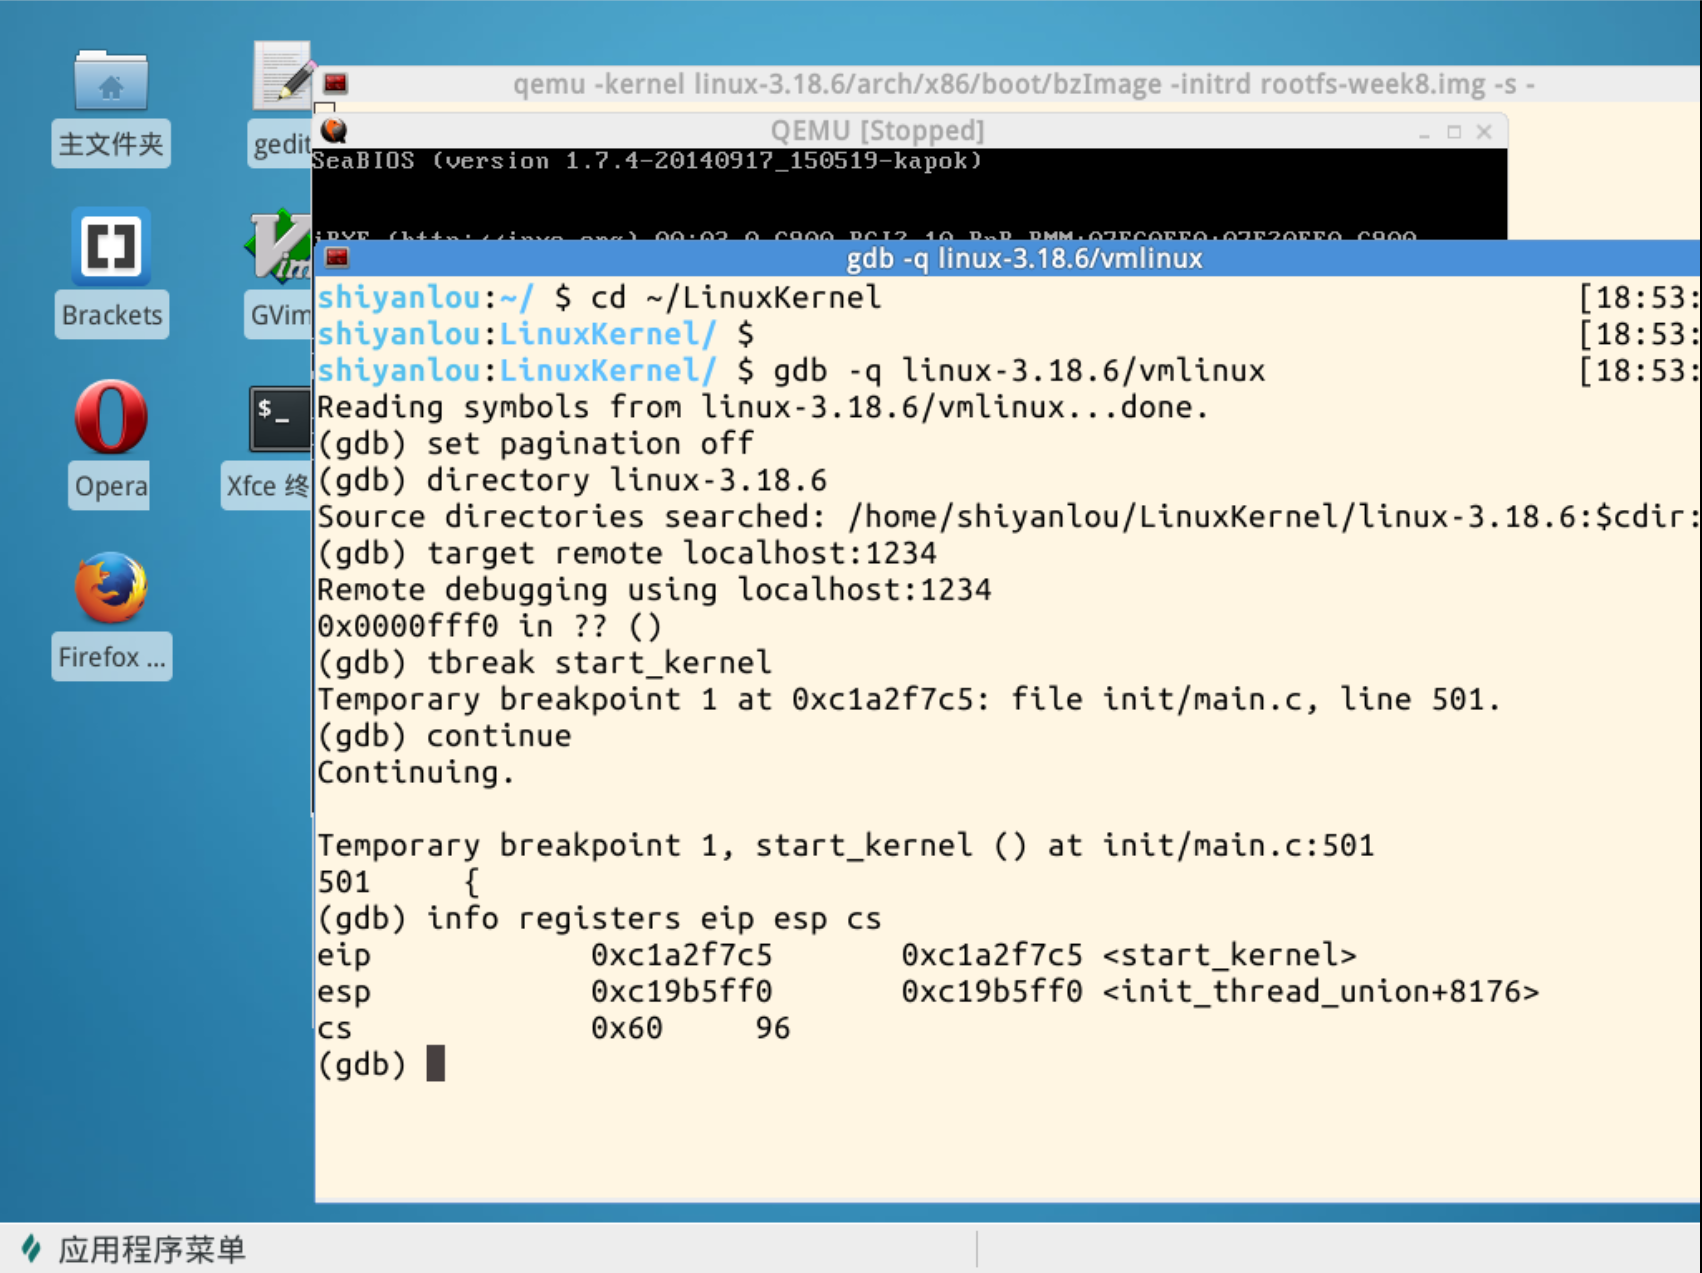 主文件夹
gedit
Brackets
GVim
Opera
Xfce 终
Firefox ...
qemu -kernel linux-3.18.6/arch/x86/boot/bzImage -initrd rootfs-week8.img -s -
QEMU [Stopped]
SeaBIOS (version 1.7.4-20140917_150519-kapok)
gdb -q linux-3.18.6/vmlinux
shiyanlou:~/ $ cd ~/LinuxKernel [18:53:
shiyanlou:LinuxKernel/ $ [18:53:
shiyanlou:LinuxKernel/ $ gdb -q linux-3.18.6/vmlinux [18:53:
Reading symbols from linux-3.18.6/vmlinux...done.
(gdb) set pagination off
(gdb) directory linux-3.18.6
Source directories searched: /home/shiyanlou/LinuxKernel/linux-3.18.6:$cdir:
(gdb) target remote localhost:1234
Remote debugging using localhost:1234
0x0000fff0 in ?? ()
(gdb) tbreak start_kernel
Temporary breakpoint 1 at 0xc1a2f7c5: file init/main.c, line 501.
(gdb) continue
Continuing.
Temporary breakpoint 1, start_kernel () at init/main.c:501
501 {
(gdb) info registers eip esp cs
eip 0xc1a2f7c5 0xc1a2f7c5 <start_kernel>
esp 0xc19b5ff0 0xc19b5ff0 <init_thread_union+8176>
cs 0x60 96
(gdb)
应用程序菜单